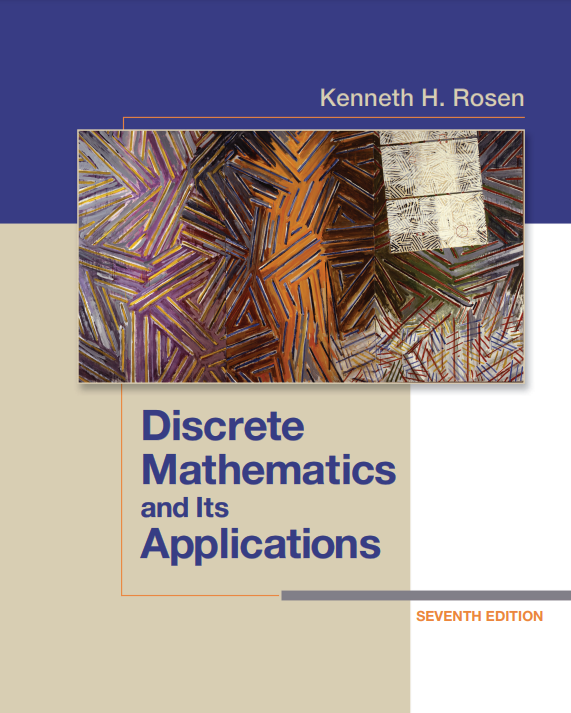 Kenneth H. Rosen
Discrete
Mathematics
and Its
Applications
SEVENTH EDITION